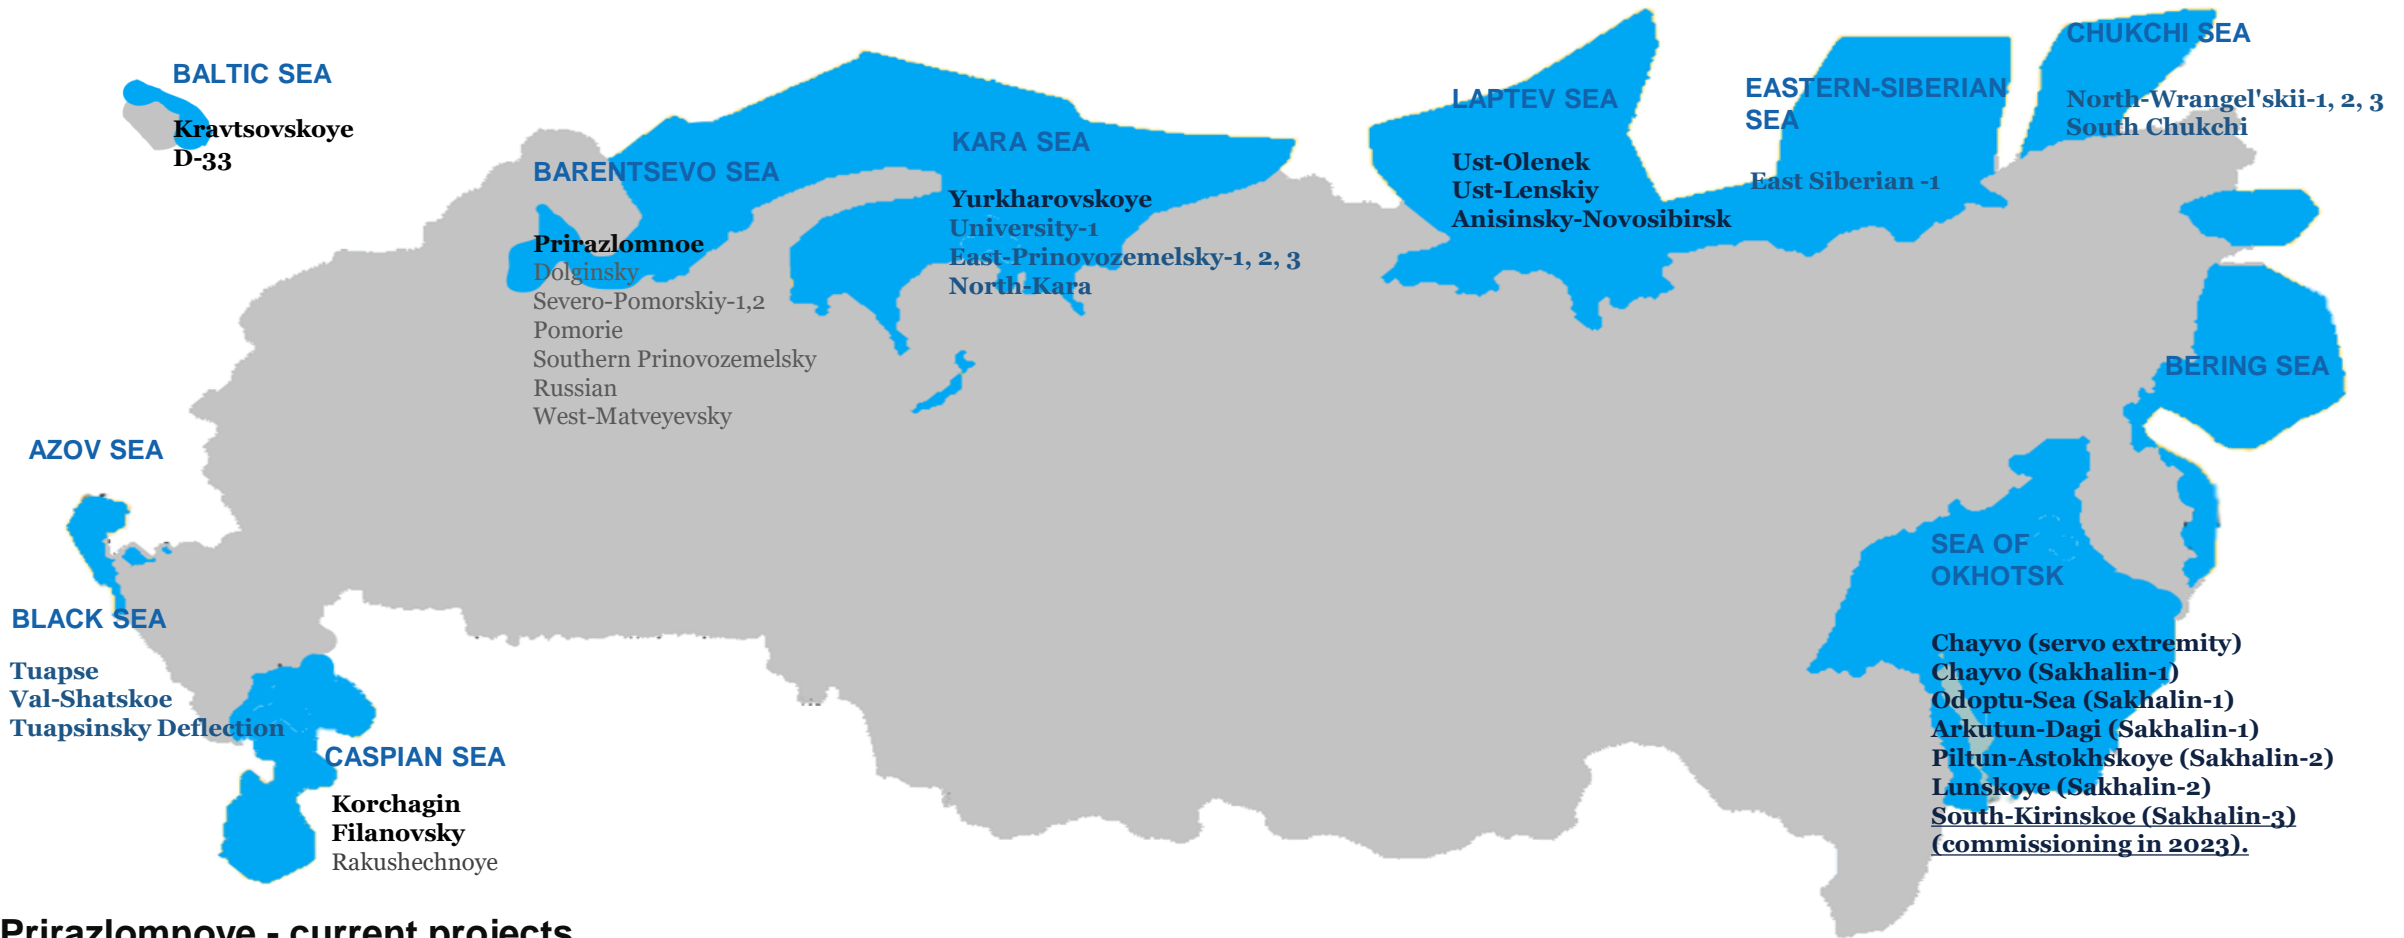 BALTIC SEA
Kravtsovskoye
D-33
BARENTSEVO SEA
Prirazlomnoe
Dolginsky
Severo-Pomorskiy-1,2
Pomorie
Southern Prinovozemelsky
Russian
West-Matveyevsky
KARA SEA
Yurkharovskoye
University-1
East-Prinovozemelsky-1, 2, 3
North-Kara
LAPTEV SEA
Ust-Olenek
Ust-Lenskiy
Anisinsky-Novosibirsk
EASTERN-SIBERIAN
SEA
East Siberian -1
CHUKCHI SEA
North-Wrangel'skii-1, 2, 3
South Chukchi
BERING SEA
AZOV SEA
BLACK SEA
Tuapse
Val-Shatskoe
Tuapsinsky Deflection
CASPIAN SEA
Korchagin
Filanovsky
Rakushechnoye
SEA OF
OKHOTSK
Chayvo (servo extremity)
Chayvo (Sakhalin-1)
Odoptu-Sea (Sakhalin-1)
Arkutun-Dagi (Sakhalin-1)
Piltun-Astokhskoye (Sakhalin-2)
Lunskoye (Sakhalin-2)
South-Kirinskoe (Sakhalin-3)
(commissioning in 2023).
Prirazlomnoye - current projects